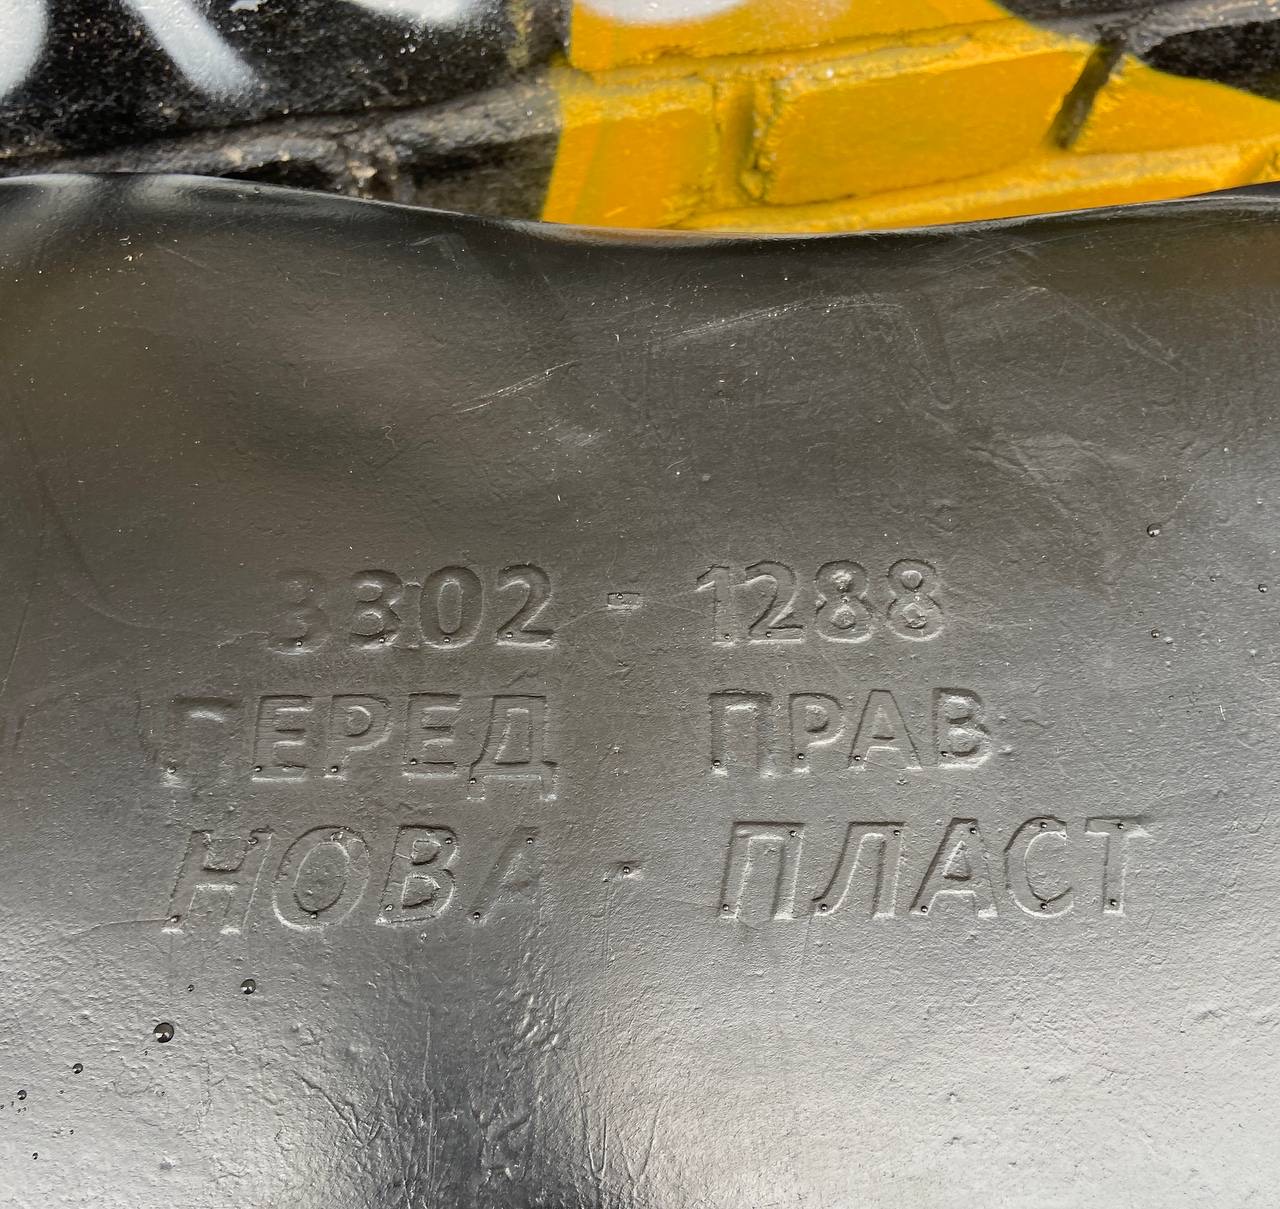 3302 - 1288
ПЕРЕД ПРАВ.
НОВА - ПЛАСТ